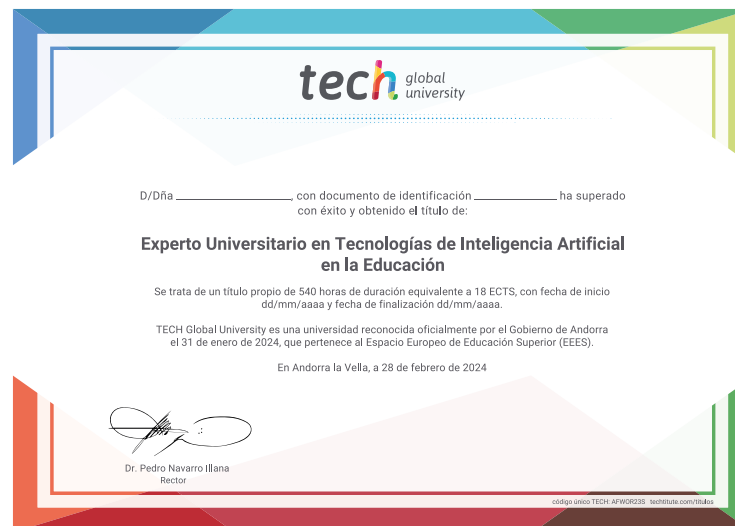 tech global university
D/Dña ____________, con documento de identificación ____________ ha superado
con éxito y obtenido el título de:
Experto Universitario en Tecnologías de Inteligencia Artificial
en la Educación
Se trata de un título propio de 540 horas de duración equivalente a 18 ECTS, con fecha de inicio
dd/mm/aaaa y fecha de finalización dd/mm/aaaa.
TECH Global University es una universidad reconocida oficialmente por el Gobierno de Andorra
el 31 de enero de 2024, que pertenece al Espacio Europeo de Educación Superior (EEES).
En Andorra la Vella, a 28 de febrero de 2024
Dr. Pedro Navarro Illana
Rector
código único TECH: AFWOR23S techtitute.com/titulos